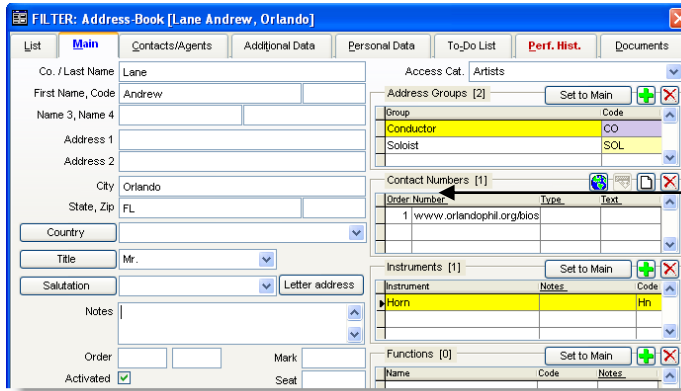 FILTER: Address-Book [Lane Andrew, Orlando]
List Main Contacts/Agents Additional Data Personal Data To-Do List Perf. Hist. Documents
Co. / Last Name Lane
First Name, Code Andrew
Name 3, Name 4
Address 1
Address 2
City Orlando
State, Zip FL
Country
Title Mr.
Salutation Letter address
Notes
Order Mark
Activated Seat
Access Cat. Artists
Address Groups [2] Set to Main
Group Code
Conductor CO
Soloist SOL
Contact Numbers [1]
Order Number Type Text
1 www.orlandophil.org/bios
Instruments [1] Set to Main
Instrument Notes Code
Horn Hn
Functions [0] Set to Main
Name Code Notes